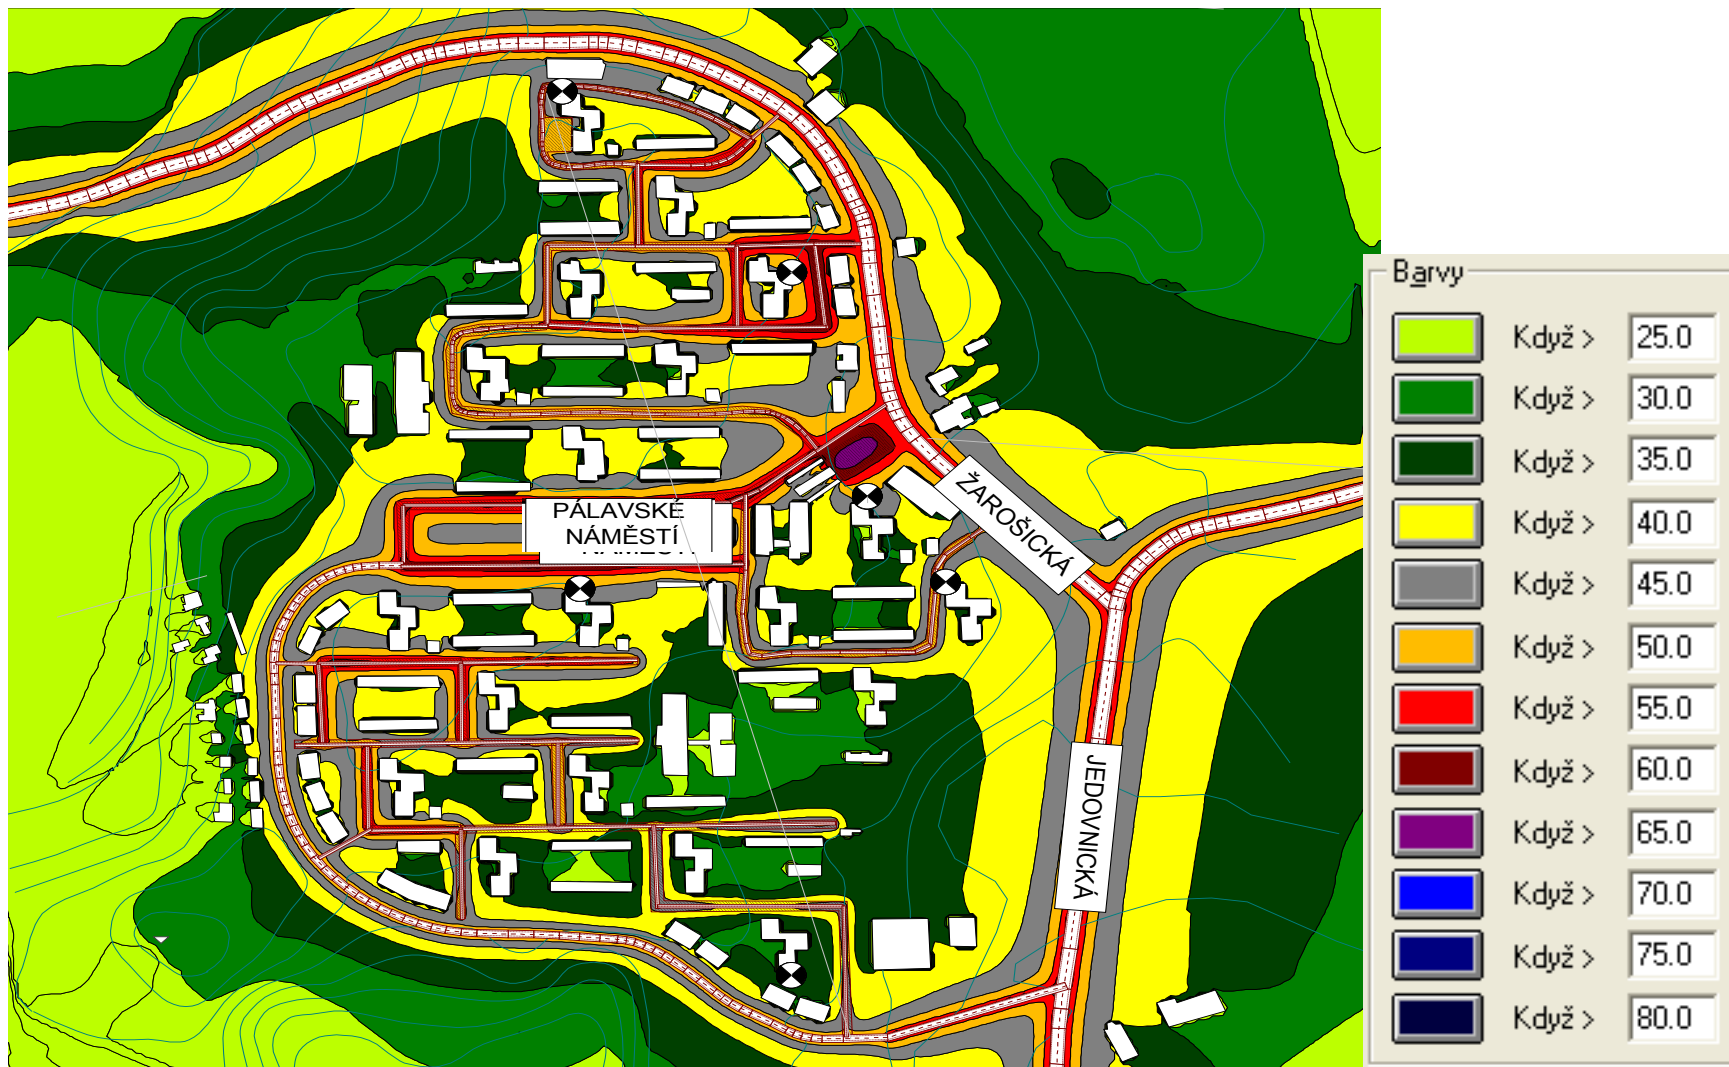 PÁLAVSKÉ
NÁMĚSTÍ
ŽAROŠICKÁ
JEDOVNICKÁ
Barvy
Když > 25.0
Když > 30.0
Když > 35.0
Když > 40.0
Když > 45.0
Když > 50.0
Když > 55.0
Když > 60.0
Když > 65.0
Když > 70.0
Když > 75.0
Když > 80.0